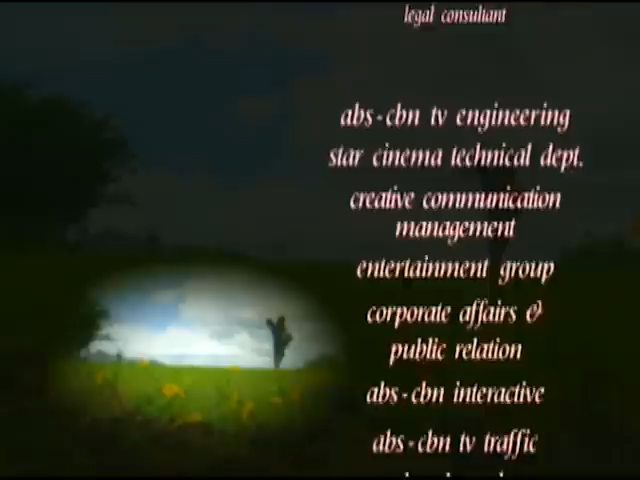 legal consultant
abs-cbn tv engineering
star cinema technical dept.
creative communication
management
entertainment group
corporate affairs &
public relation
abs-cbn interactive
abs-cbn tv traffic